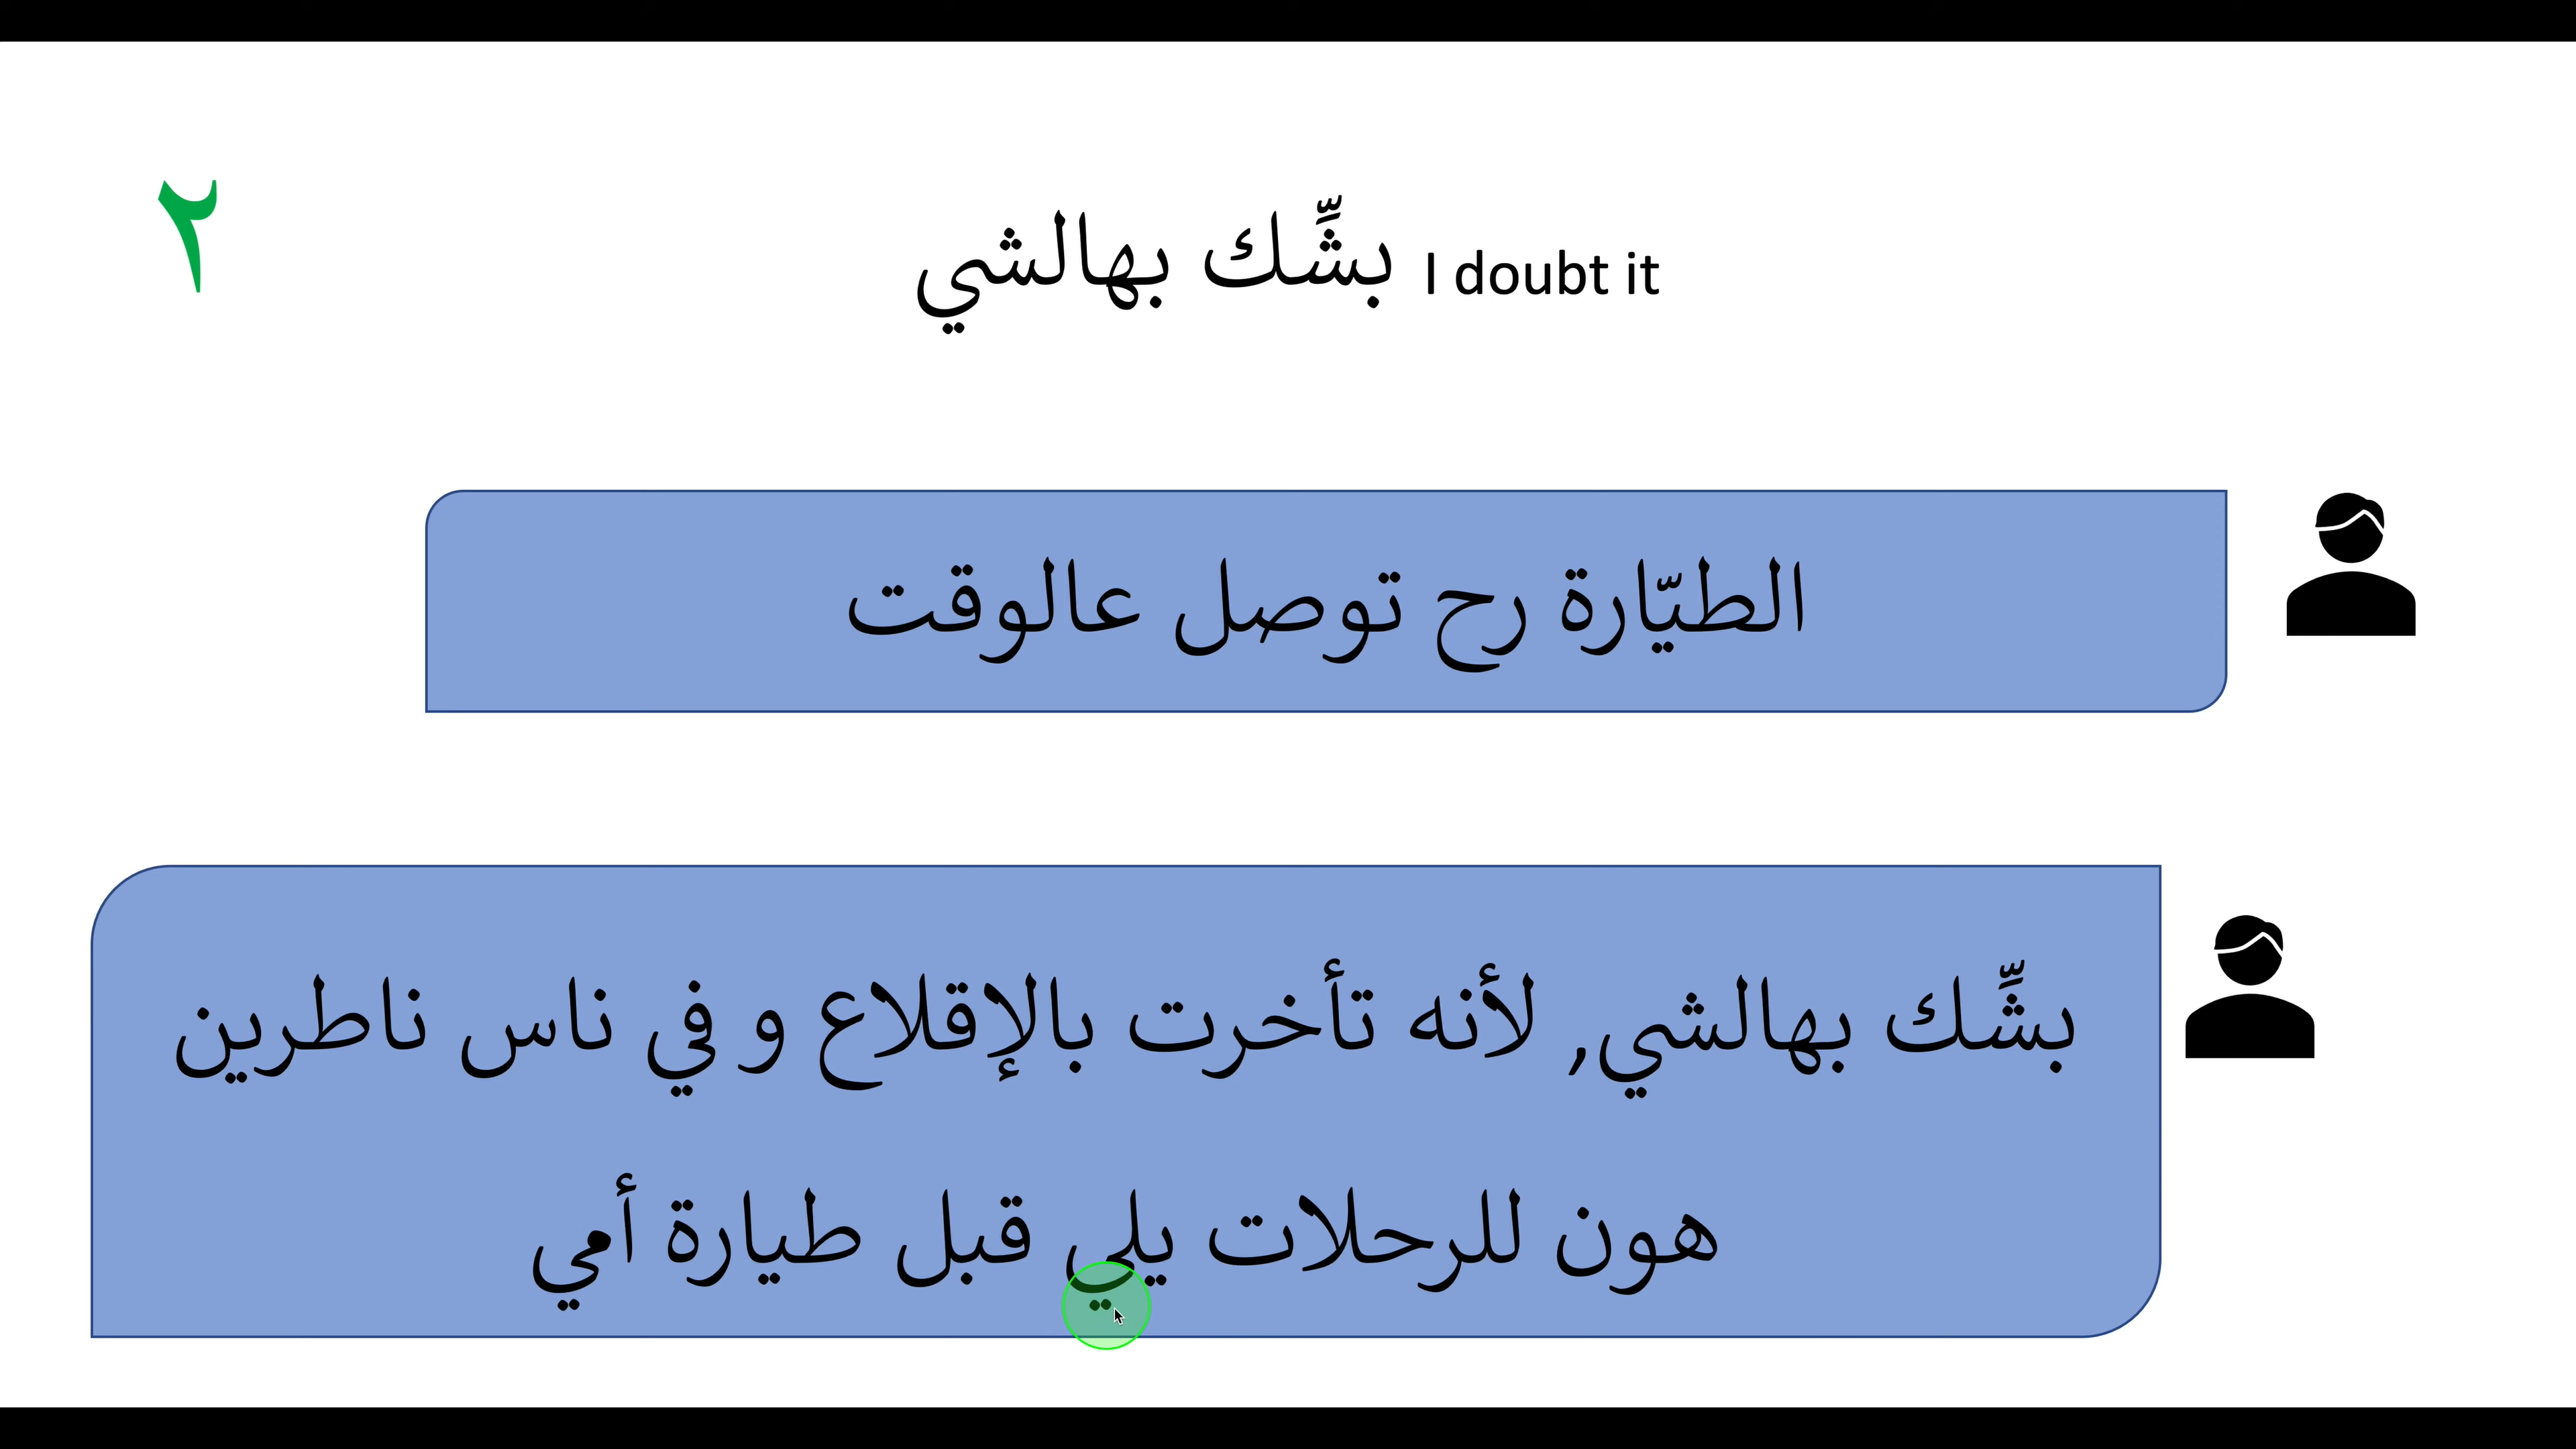 ٢
بشِّك بهالشي I doubt it
الطيّارة رح توصل عالوقت
بشِّك بهالشي, لأنه تأخرت بالإقلاع و في ناس ناطرين
هون للرحلات يلي قبل طيارة أمي